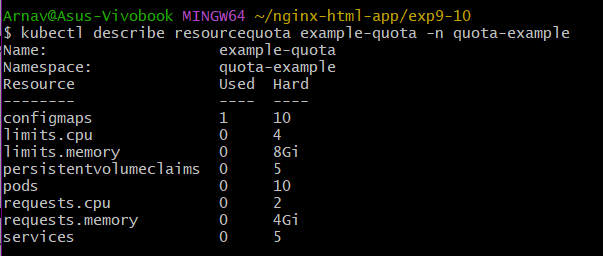 Arnav@Asus-Vivobook MINGW64 ~/nginx-html-app/exp9-10
$ kubectl describe resourcequota example-quota -n quota-example
Name:                   example-quota
Namespace:              quota-example
Resource                Used  Hard
--------                ----  ----
configmaps              1     10
limits.cpu              0     4
limits.memory           0     8Gi
persistentvolumeclaims  0     5
pods                    0     10
requests.cpu            0     2
requests.memory         0     4Gi
services                0     5